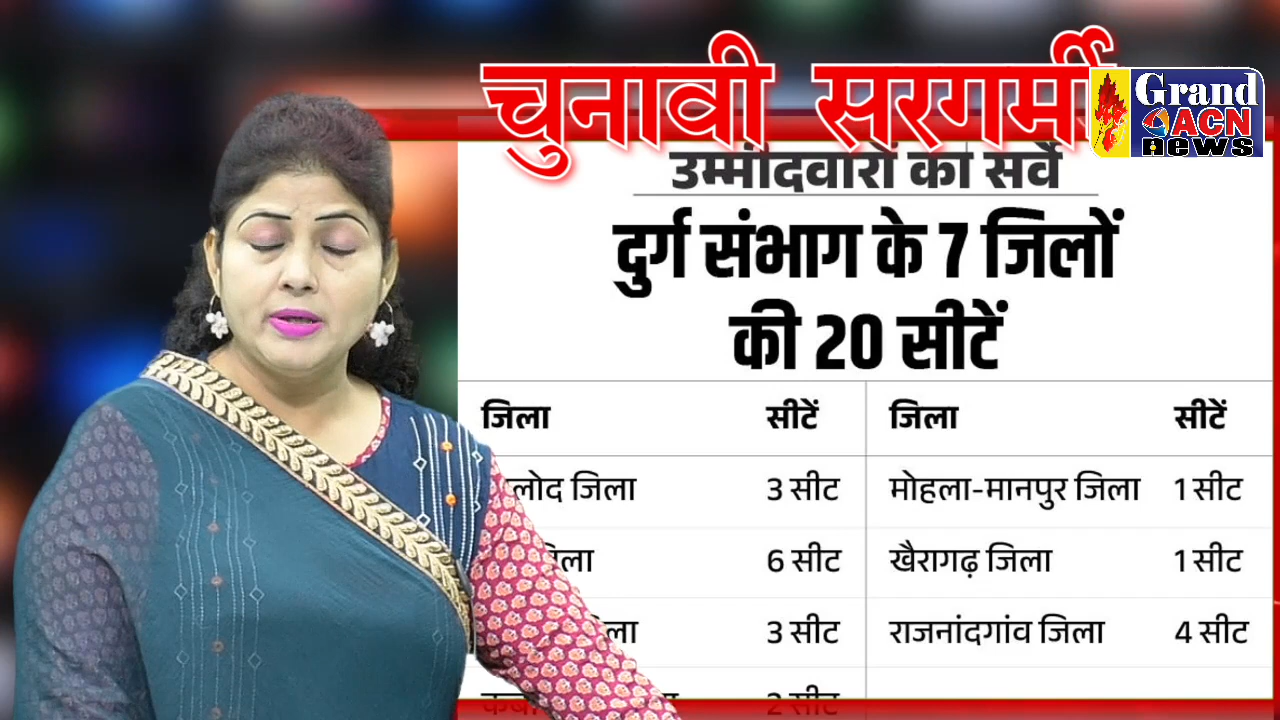 चुनावी सरगर्मी
Grand
ACN
news
उम्मीदवारों का सर्वे
दुर्ग संभाग के 7 जिलों
की 20 सीटें
जिला सीटें जिला सीटें
जिला 3 सीट मोहला-मानपुर जिला 1 सीट
6 सीट खैरागढ़ जिला 1 सीट
3 सीट राजनांदगांव जिला 4 सीट
2 सीट